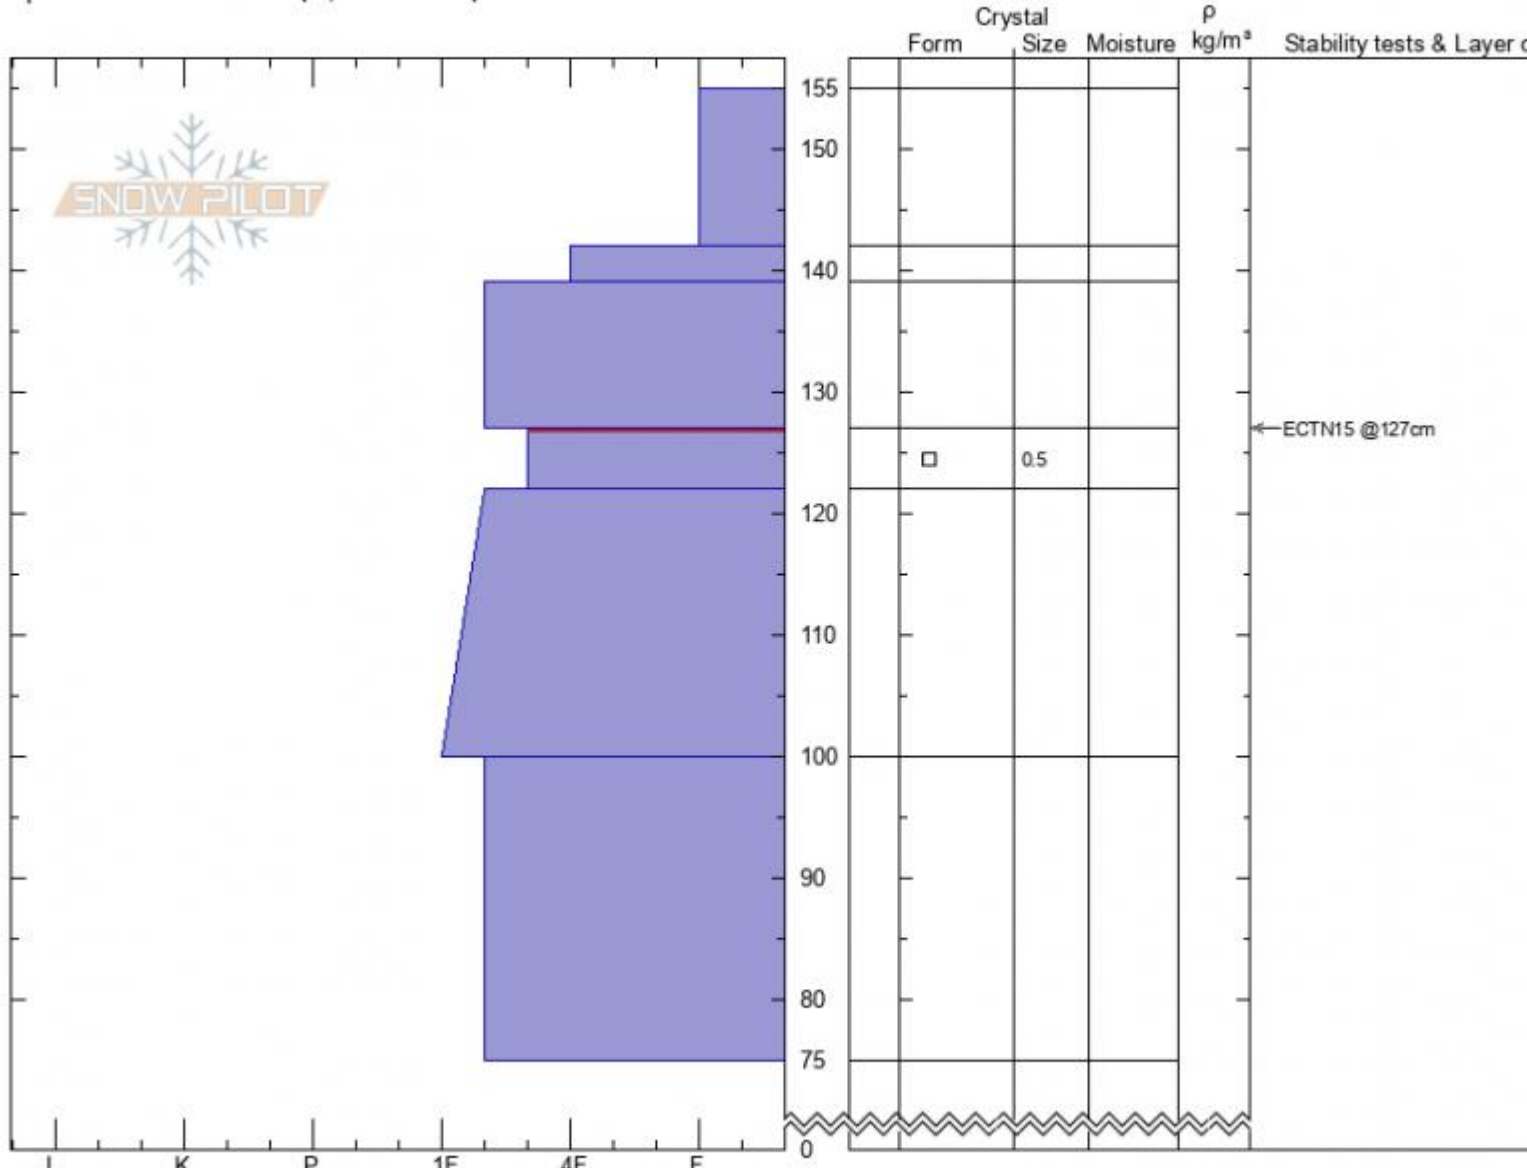 Crystal ρ
Form Size Moisture kg/m³ Stability tests & Layer
SNOW PILOT
155
150
140
130
ECTN15 @127cm
0.5
120
110
100
90
80
75
0
K P 1F 4F F